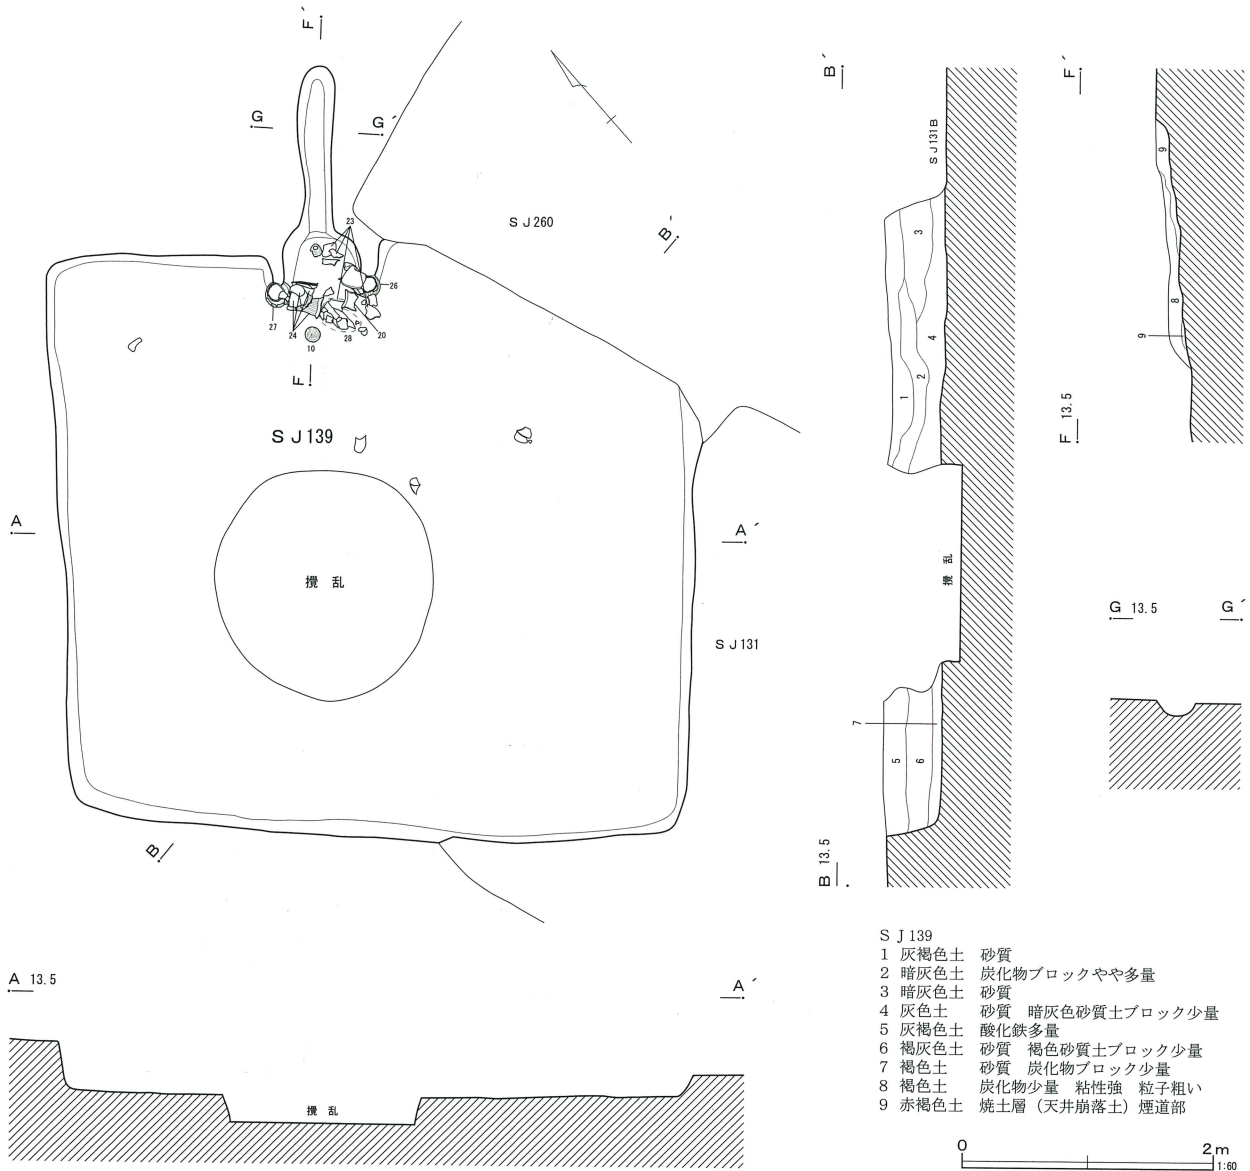 F´
G
G´
SJ260
B´
23
26
27
24
28
20
10
F
SJ139
A
A´
攪乱
SJ131
B
B´
SJ131B
3
4
2
1
攪乱
7
5
6
B 13.5
F´
9
8
9
F 13.5
G 13.5
G´
A 13.5
A´
攪乱
SJ139
1 灰褐色土 砂質
2 暗灰色土 炭化物ブロックやや多量
3 暗灰色土 砂質
4 灰色土 砂質 暗灰色砂質土ブロック少量
5 灰褐色土 酸化鉄多量
6 褐灰色土 砂質 褐色砂質土ブロック少量
7 褐色土 砂質 炭化物ブロック少量
8 褐色土 炭化物少量 粘性強 粒子粗い
9 赤褐色土 焼土層（天井崩落土）煙道部
0 2m
1:60